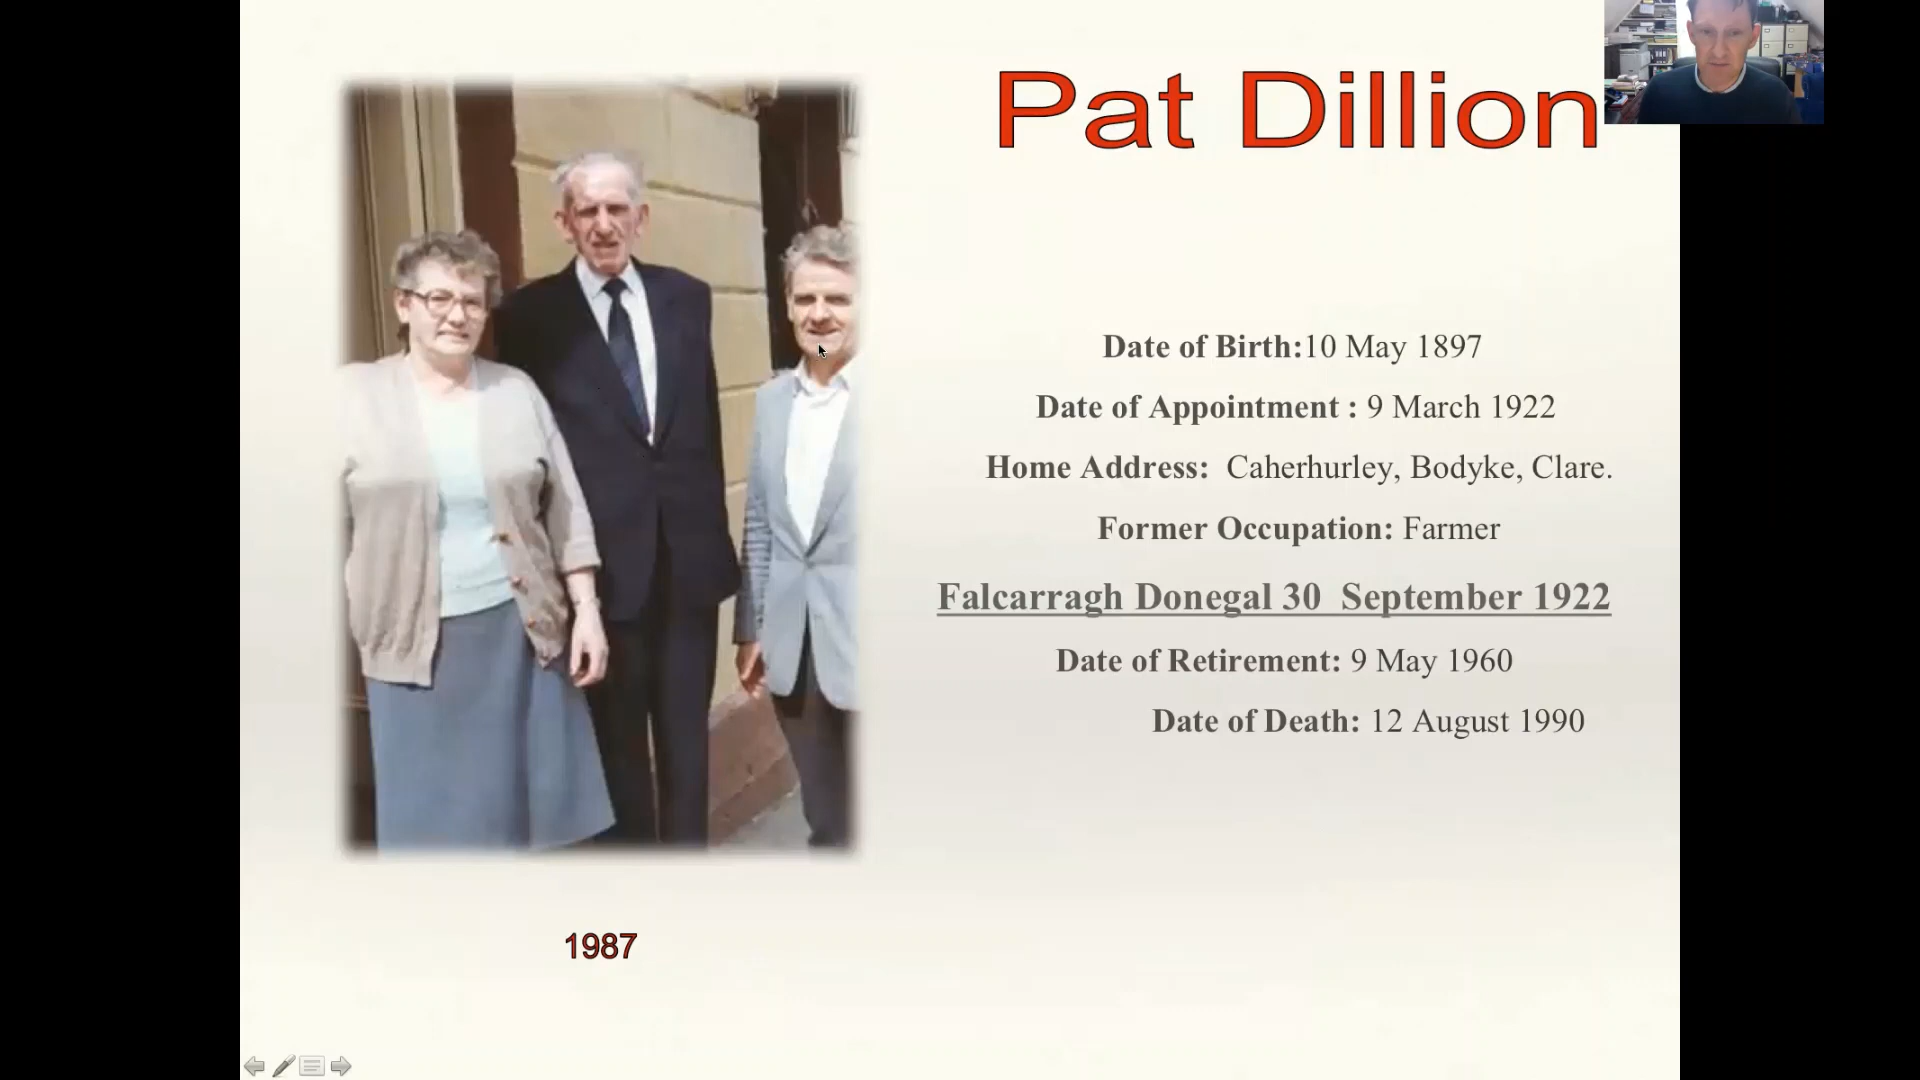 Pat Dillion
Date of Birth:10 May 1897
Date of Appointment : 9 March 1922
Home Address: Caherhurley, Bodyke, Clare.
Former Occupation: Farmer
Falcarragh Donegal 30 September 1922
Date of Retirement: 9 May 1960
Date of Death: 12 August 1990
1987